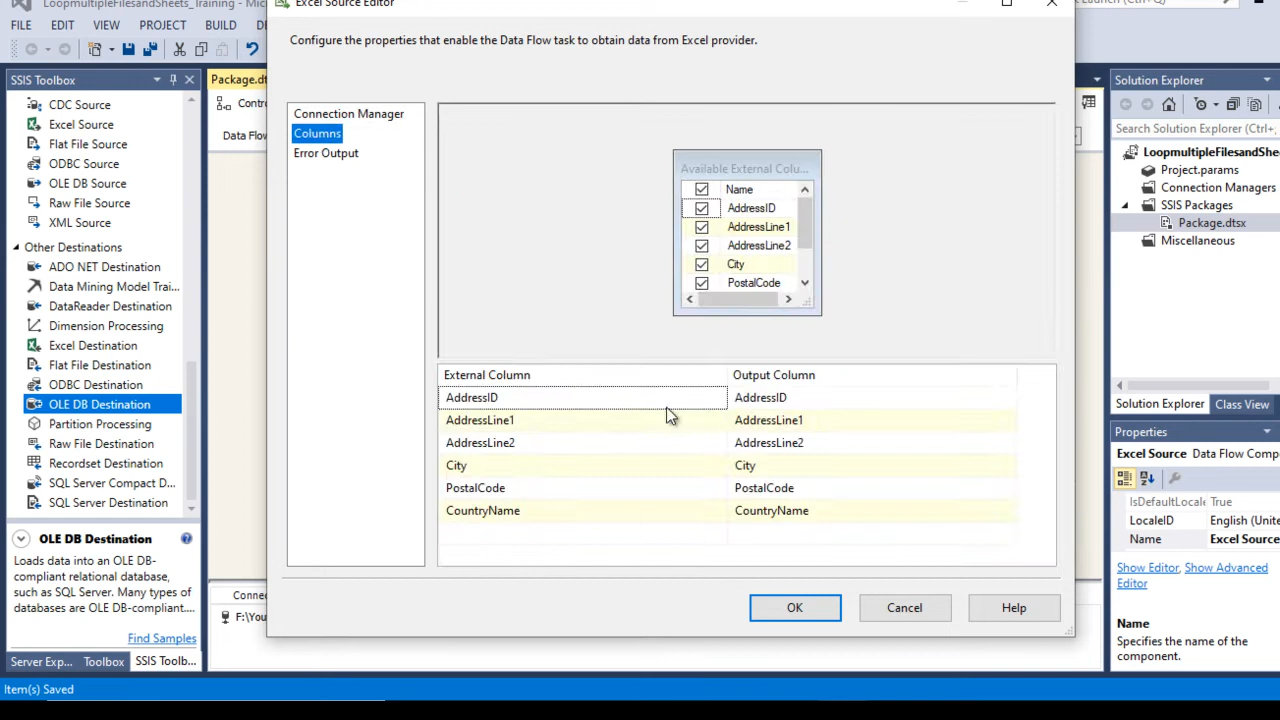 LoopmultipleFilesandSheets_Training - Mic
FILE EDIT VIEW PROJECT BUILD
SSIS Toolbox
CDC Source
Excel Source
Flat File Source
ODBC Source
OLE DB Source
Raw File Source
XML Source
Other Destinations
ADO NET Destination
Data Mining Model Trai...
DataReader Destination
Dimension Processing
Excel Destination
Flat File Destination
ODBC Destination
OLE DB Destination
Partition Processing
Raw File Destination
Recordset Destination
SQL Server Compact D...
SQL Server Destination
OLE DB Destination
Loads data into an OLE DB-
compliant relational database,
such as SQL Server. Many types
of databases are OLE DB-compliant....
Find Samples
Server Exp... Toolbox SSIS Toolb...
Item(s) Saved
Package.dt
Contro
Data Flow
Connec
F:\You
Excel Source Editor
Configure the properties that enable the Data Flow task to obtain data from Excel provider.
Connection Manager
Columns
Error Output
Available External Colu...
Name
AddressID
AddressLine1
AddressLine2
City
PostalCode
External Column Output Column
AddressID AddressID
AddressLine1 AddressLine1
AddressLine2 AddressLine2
City City
PostalCode PostalCode
CountryName CountryName
OK Cancel Help
Launch (Ctrl+Q)
Solution Explorer
Search Solution Explorer (Ctrl+
LoopmultipleFilesandShe
Project.params
Connection Managers
SSIS Packages
Package.dtsx
Miscellaneous
Solution Explorer Class View
Properties
Excel Source Data Flow Compo
IsDefaultLocale True
LocaleID English (Unite
Name Excel Source
Show Editor, Show Advanced
Editor
Name
Specifies the name of the
component.